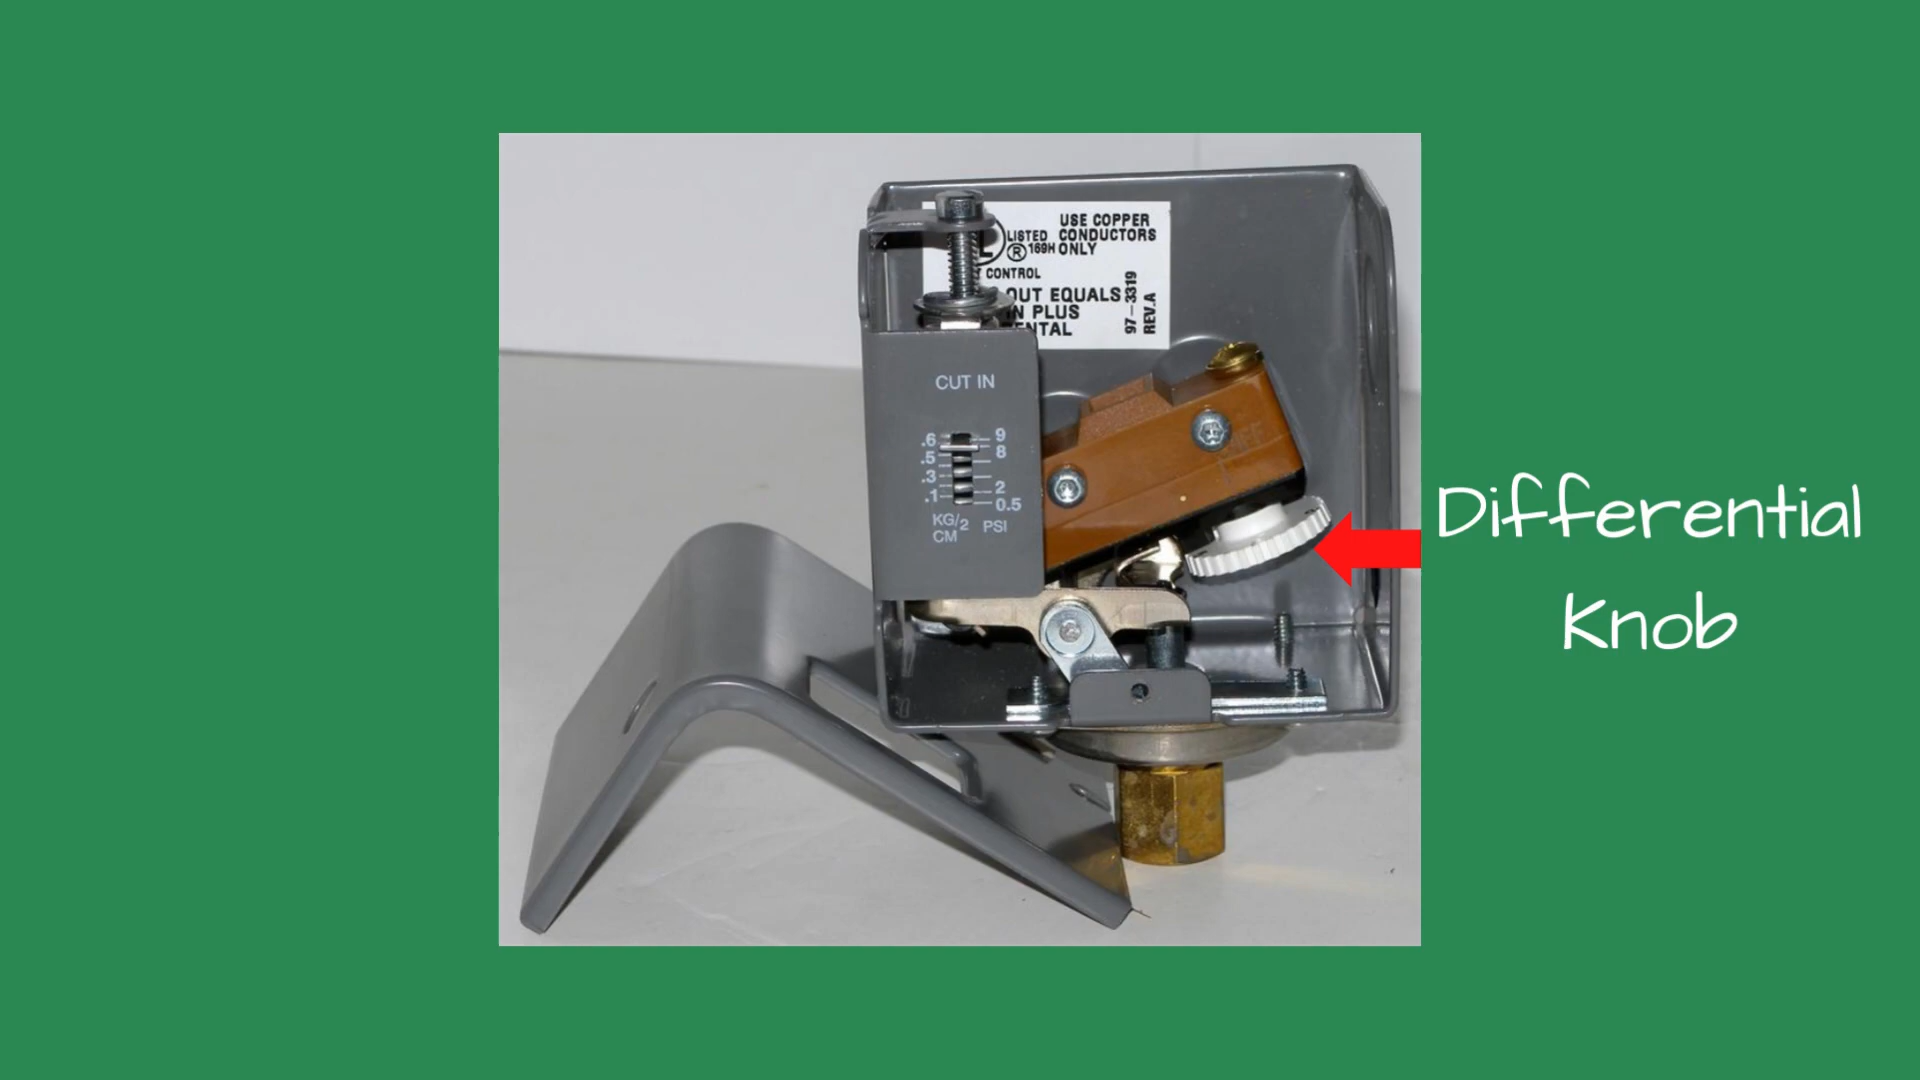 USE COPPER
LISTED CONDUCTORS
® 169H ONLY
CONTROL
OUT EQUALS
IN PLUS
97-3319
REV.A
CUT IN
.6 9
.5 8
.3
.1 2
0.5
KG/2 PSI
CM
Differential
Knob